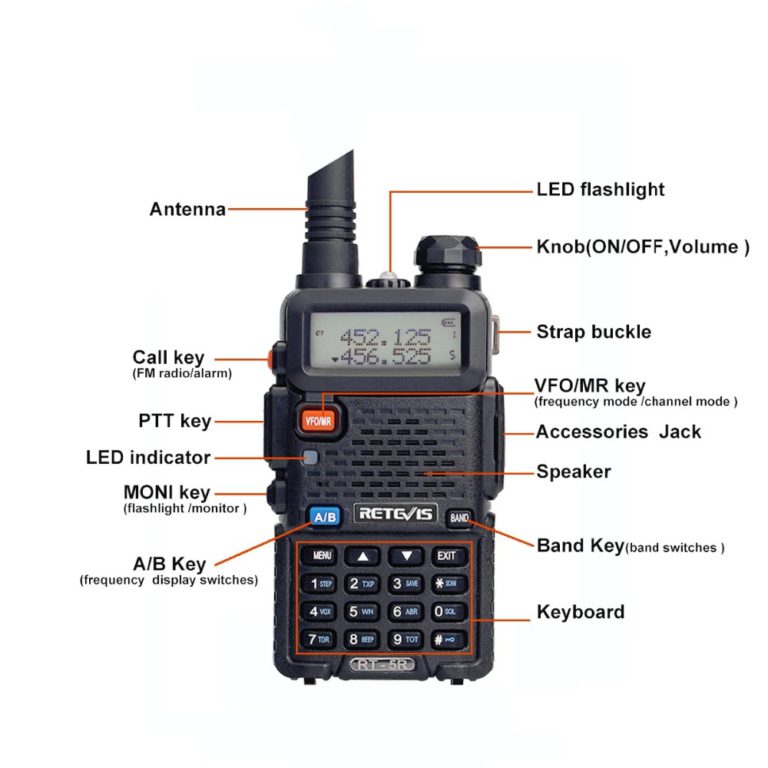 LED flashlight
Antenna
Knob(ON/OFF,Volume )
Strap buckle
CT 452.125 1
456.525 5
Call key
(FM radio/alarm)
VFO/MR key
(frequency mode /channel mode )
PTT key
VFO/MR
Accessories Jack
LED indicator
Speaker
MONI key
(flashlight /monitor )
A/B RETEVIS BAND
Band Key(band switches )
A/B Key
(frequency display switches)
MENU ▲ ▼ EXIT
1 STEP 2 TXP 3 SAVE * SCAN
4 VOX 5 WN 6 ABR 0 SQL
Keyboard
7 TDR 8 BEEP 9 TOT #
RT-5R